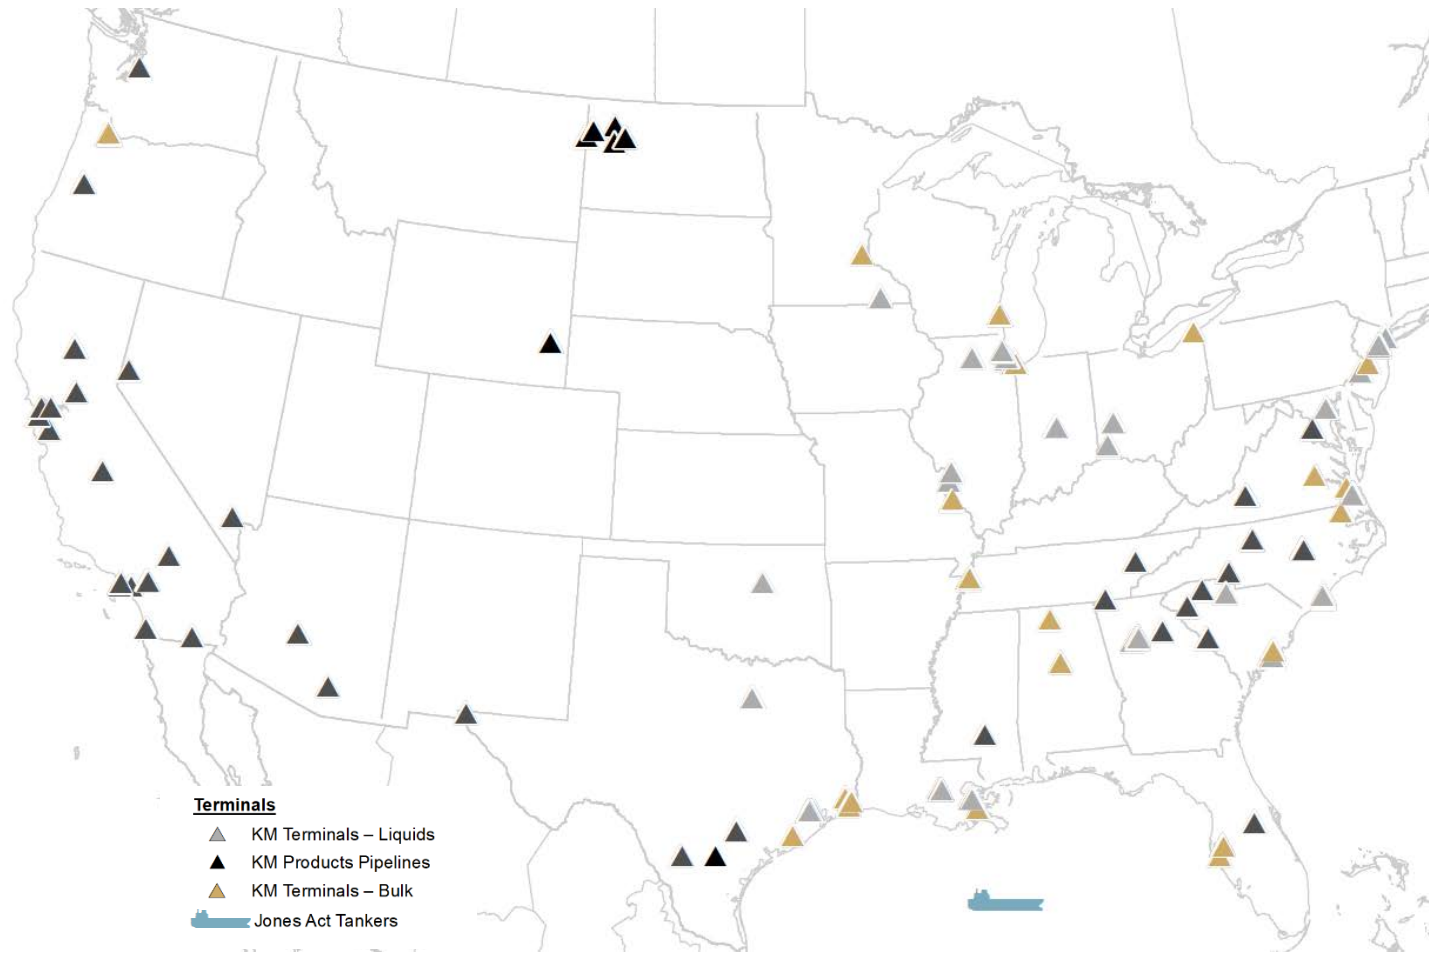 Terminals
KM Terminals – Liquids
KM Products Pipelines
KM Terminals – Bulk
Jones Act Tankers